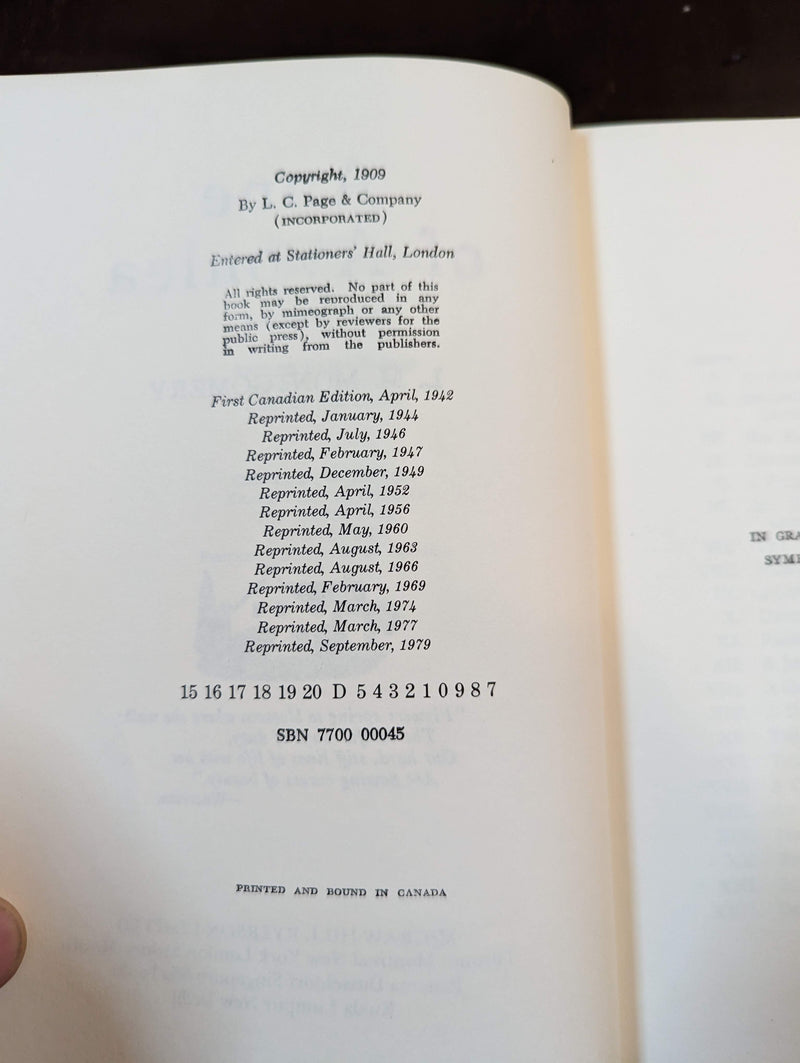 Copyright, 1909
By L. C. Page & Company
(INCORPORATED)
Entered at Stationers' Hall, London
All rights reserved. No part of this
book may be reproduced in any
form, by mimeograph or any other
means (except by reviewers for the
public press), without permission
in writing from the publishers.
First Canadian Edition, April, 1942
Reprinted, January, 1944
Reprinted, July, 1946
Reprinted, February, 1947
Reprinted, December, 1949
Reprinted, April, 1952
Reprinted, April, 1956
Reprinted, May, 1960
Reprinted, August, 1963
Reprinted, August, 1966
Reprinted, February, 1969
Reprinted, March, 1974
Reprinted, March, 1977
Reprinted, September, 1979
15 16 17 18 19 20 D 5 4 3 2 1 0 9 8 7
SBN 7700 00045
PRINTED AND BOUND IN CANADA
IN GRA
SYMP